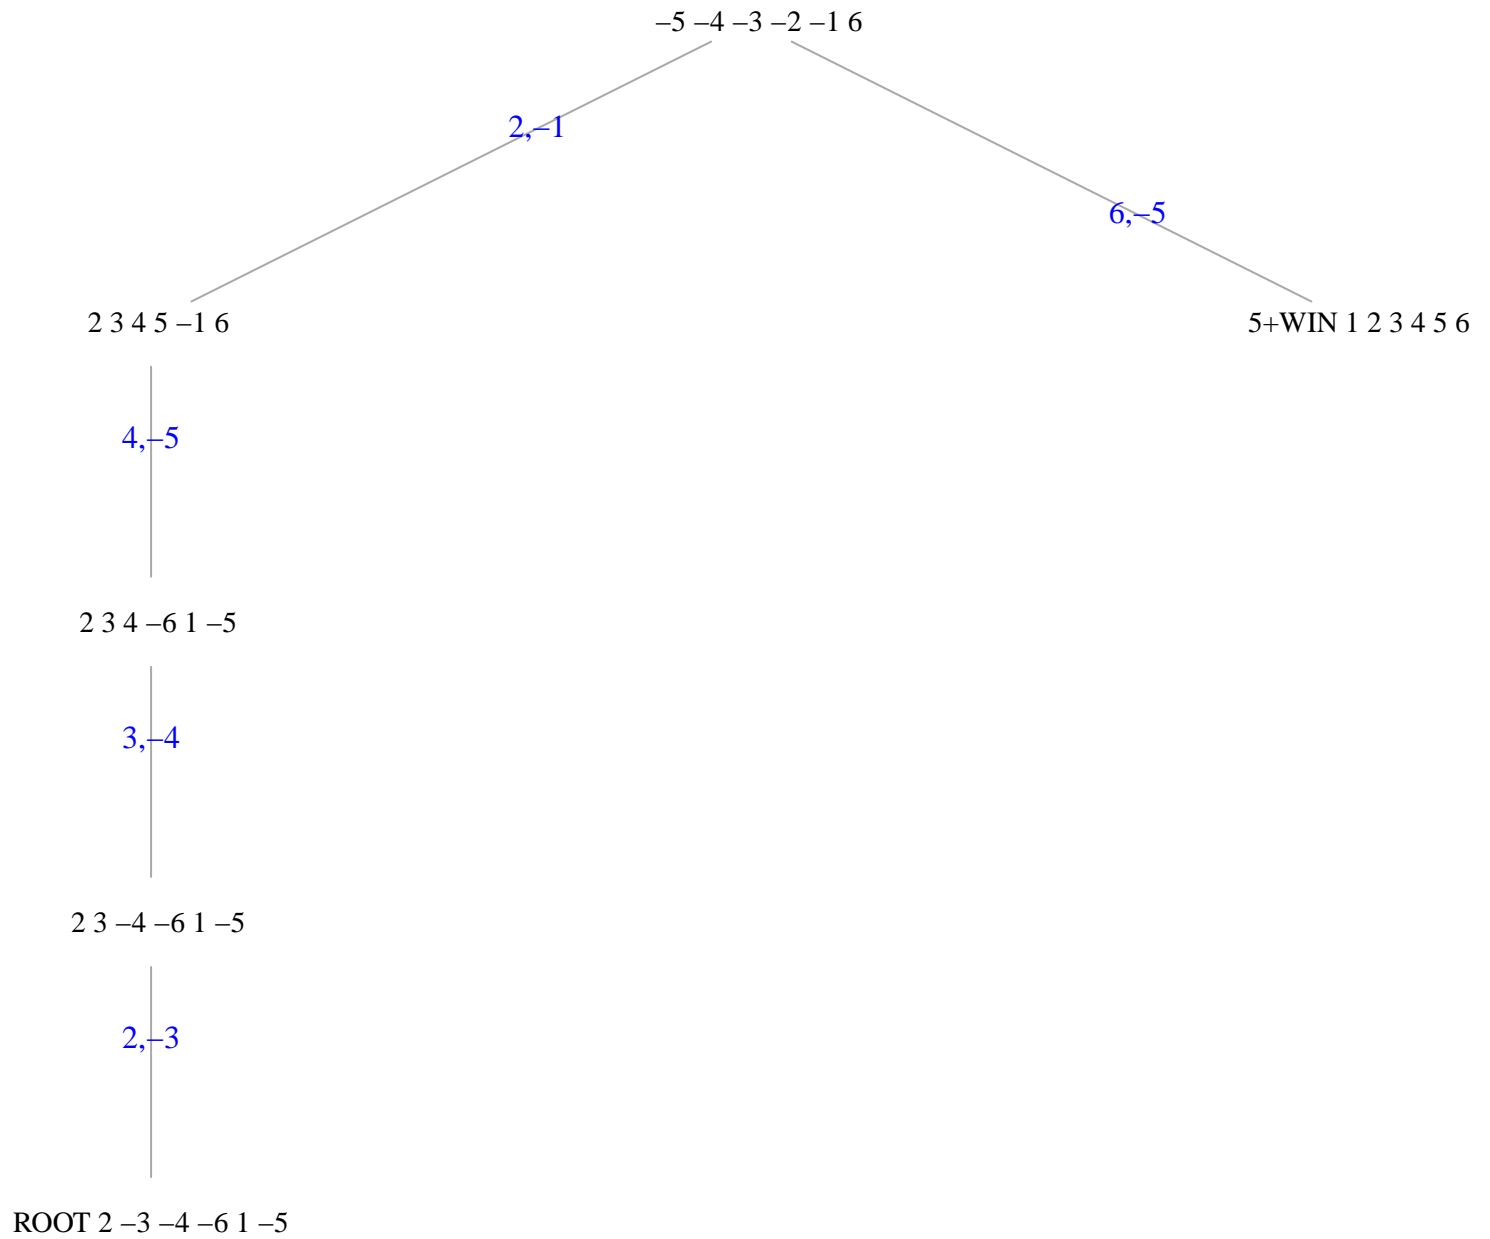 –5 –4 –3 –2 –1 6
2,–1
6,–5
2 3 4 5 –1 6
5+WIN 1 2 3 4 5 6
4,–5
2 3 4 –6 1 –5
3,–4
2 3 –4 –6 1 –5
2,–3
ROOT 2 –3 –4 –6 1 –5